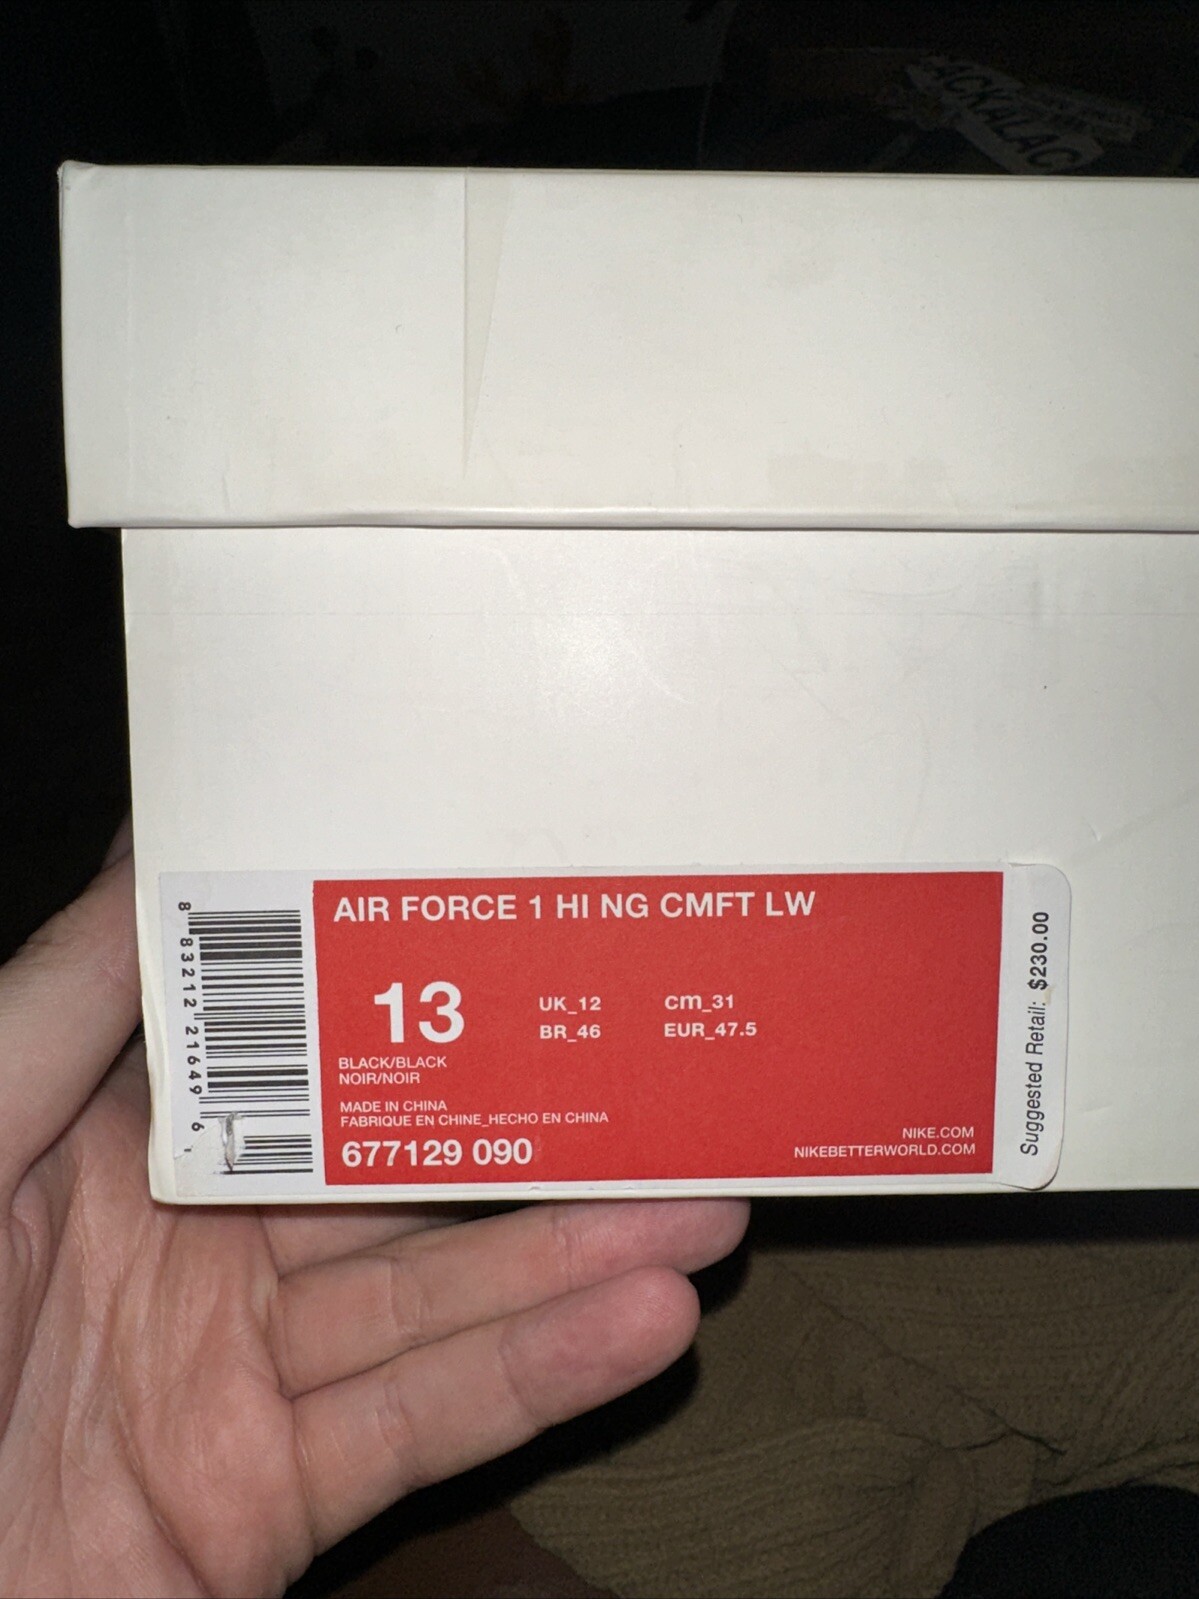 ACKALAC
AIR FORCE 1 HI NG CMFT LW
13
UK_12
cm_31
BR_46
EUR_47.5
BLACK/BLACK
NOIR/NOIR
MADE IN CHINA
FABRIQUE EN CHINE_HECHO EN CHINA
677129 090
NIKE.COM
NIKEBETTERWORLD.COM
8 83212 21649 6
Suggested Retail: $230.00